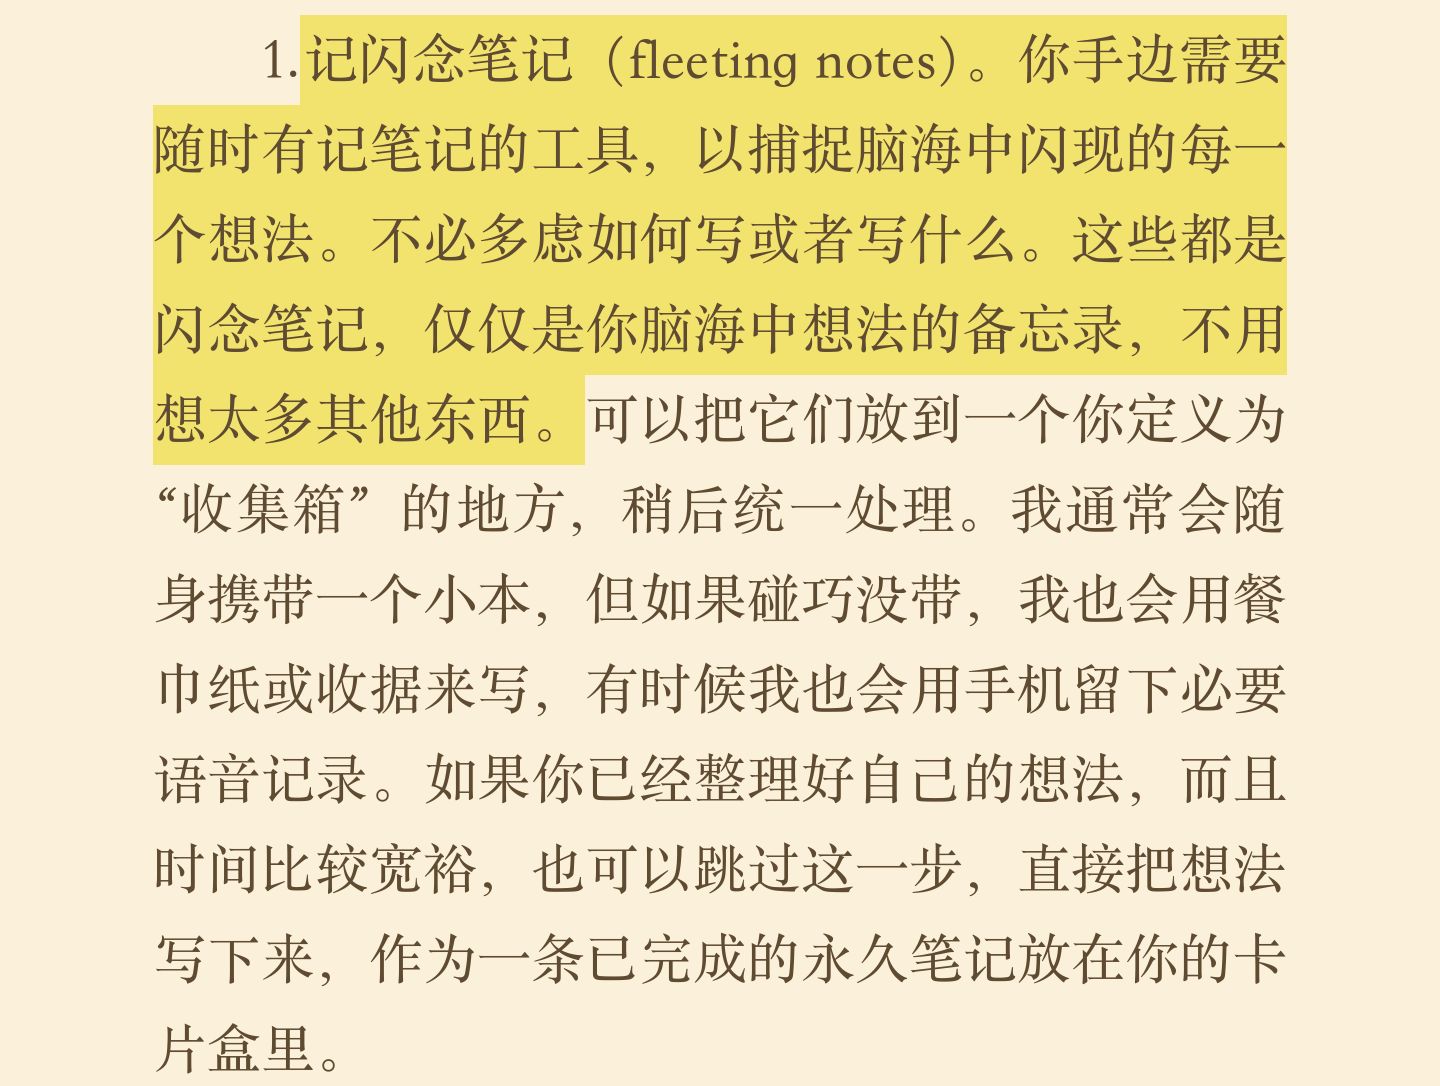 1.记闪念笔记（fleeting notes）。你手边需要
随时有记笔记的工具，以捕捉脑海中闪现的每一
个想法。不必多虑如何写或者写什么。这些都是
闪念笔记，仅仅是你脑海中想法的备忘录，不用
想太多其他东西。可以把它们放到一个你定义为
“收集箱”的地方，稍后统一处理。我通常会随
身携带一个小本，但如果碰巧没带，我也会用餐
巾纸或收据来写，有时候我也会用手机留下必要
语音记录。如果你已经整理好自己的想法，而且
时间比较宽裕，也可以跳过这一步，直接把想法
写下来，作为一条已完成的永久笔记放在你的卡
片盒里。